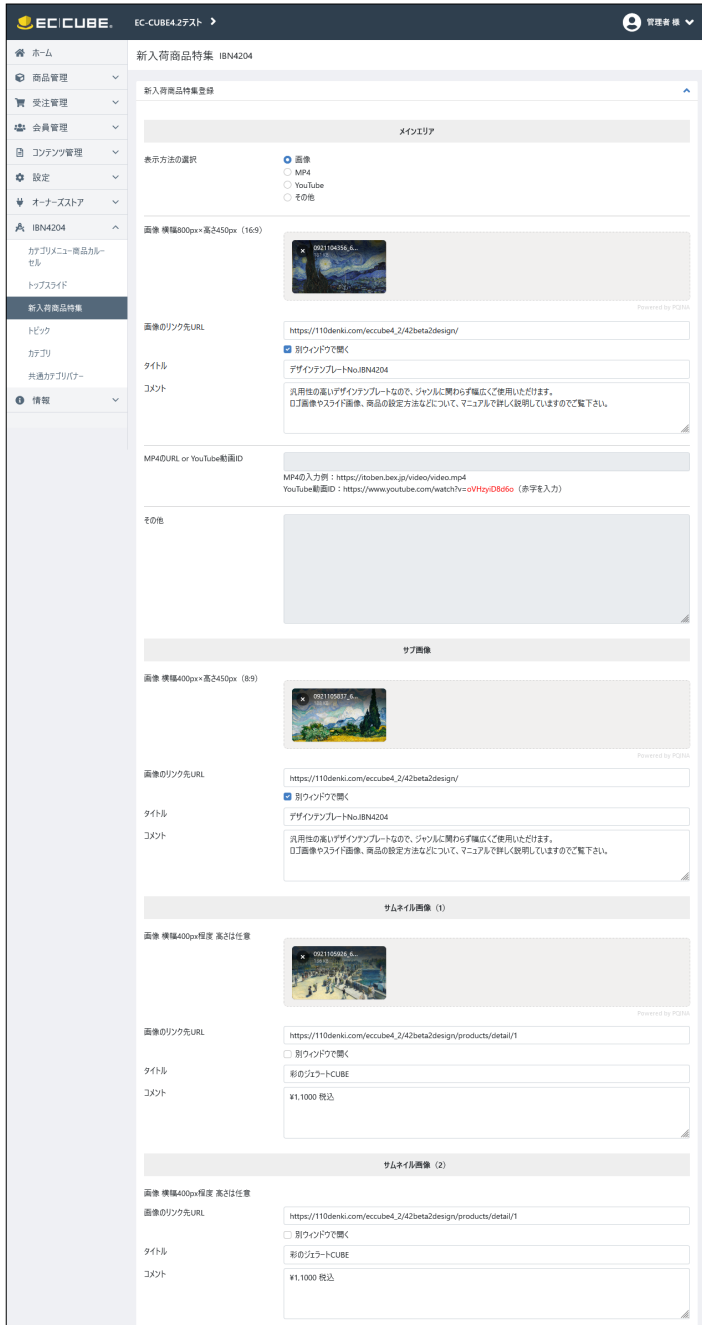 EC CUBE.
EC-CUBE4.2テスト
管理者 様
ホーム
商品管理
受注管理
会員管理
コンテンツ管理
設定
オーナーズストア
IBN4204
カテゴリメニュー商品カルー
セル
トップスライド
新入荷商品特集
トピック
カテゴリ
共通カテゴリバナー
情報
新入荷商品特集 IBN4204
新入荷商品特集登録
メインエリア
表示方法の選択
画像
MP4
YouTube
その他
画像 横幅800px×高さ450px（16:9）
0921104356_6...
Powered by PQINA
画像のリンク先URL
https://110denki.com/eccube4_2/42beta2design/
別ウィンドウで開く
タイトル
デザインテンプレートNo.IBN4204
コメント
汎用性の高いデザインテンプレートなので、ジャンルに関わらず幅広くご使用いただけます。
ロゴ画像やスライド画像、商品の設定方法などについて、マニュアルで詳しく説明していますのでご覧下さい。
MP4のURL or YouTube動画ID
MP4の入力例：https://itoben.bex.jp/video/video.mp4
YouTube動画ID：https://www.youtube.com/watch?v=oVHzyiD8d6o（赤字を入力）
その他
サブ画像
画像 横幅400px×高さ450px（8:9）
0921105837_6...
Powered by PQINA
画像のリンク先URL
https://110denki.com/eccube4_2/42beta2design/
別ウィンドウで開く
タイトル
デザインテンプレートNo.IBN4204
コメント
汎用性の高いデザインテンプレートなので、ジャンルに関わらず幅広くご使用いただけます。
ロゴ画像やスライド画像、商品の設定方法などについて、マニュアルで詳しく説明していますのでご覧下さい。
サムネイル画像（1）
画像 横幅400px程度 高さは任意
0921105926_6...
Powered by PQINA
画像のリンク先URL
https://110denki.com/eccube4_2/42beta2design/products/detail/1
別ウィンドウで開く
タイトル
彩のジェラートCUBE
コメント
¥1,1000 税込
サムネイル画像（2）
画像 横幅400px程度 高さは任意
画像のリンク先URL
https://110denki.com/eccube4_2/42beta2design/products/detail/1
別ウィンドウで開く
タイトル
彩のジェラートCUBE
コメント
¥1,1000 税込